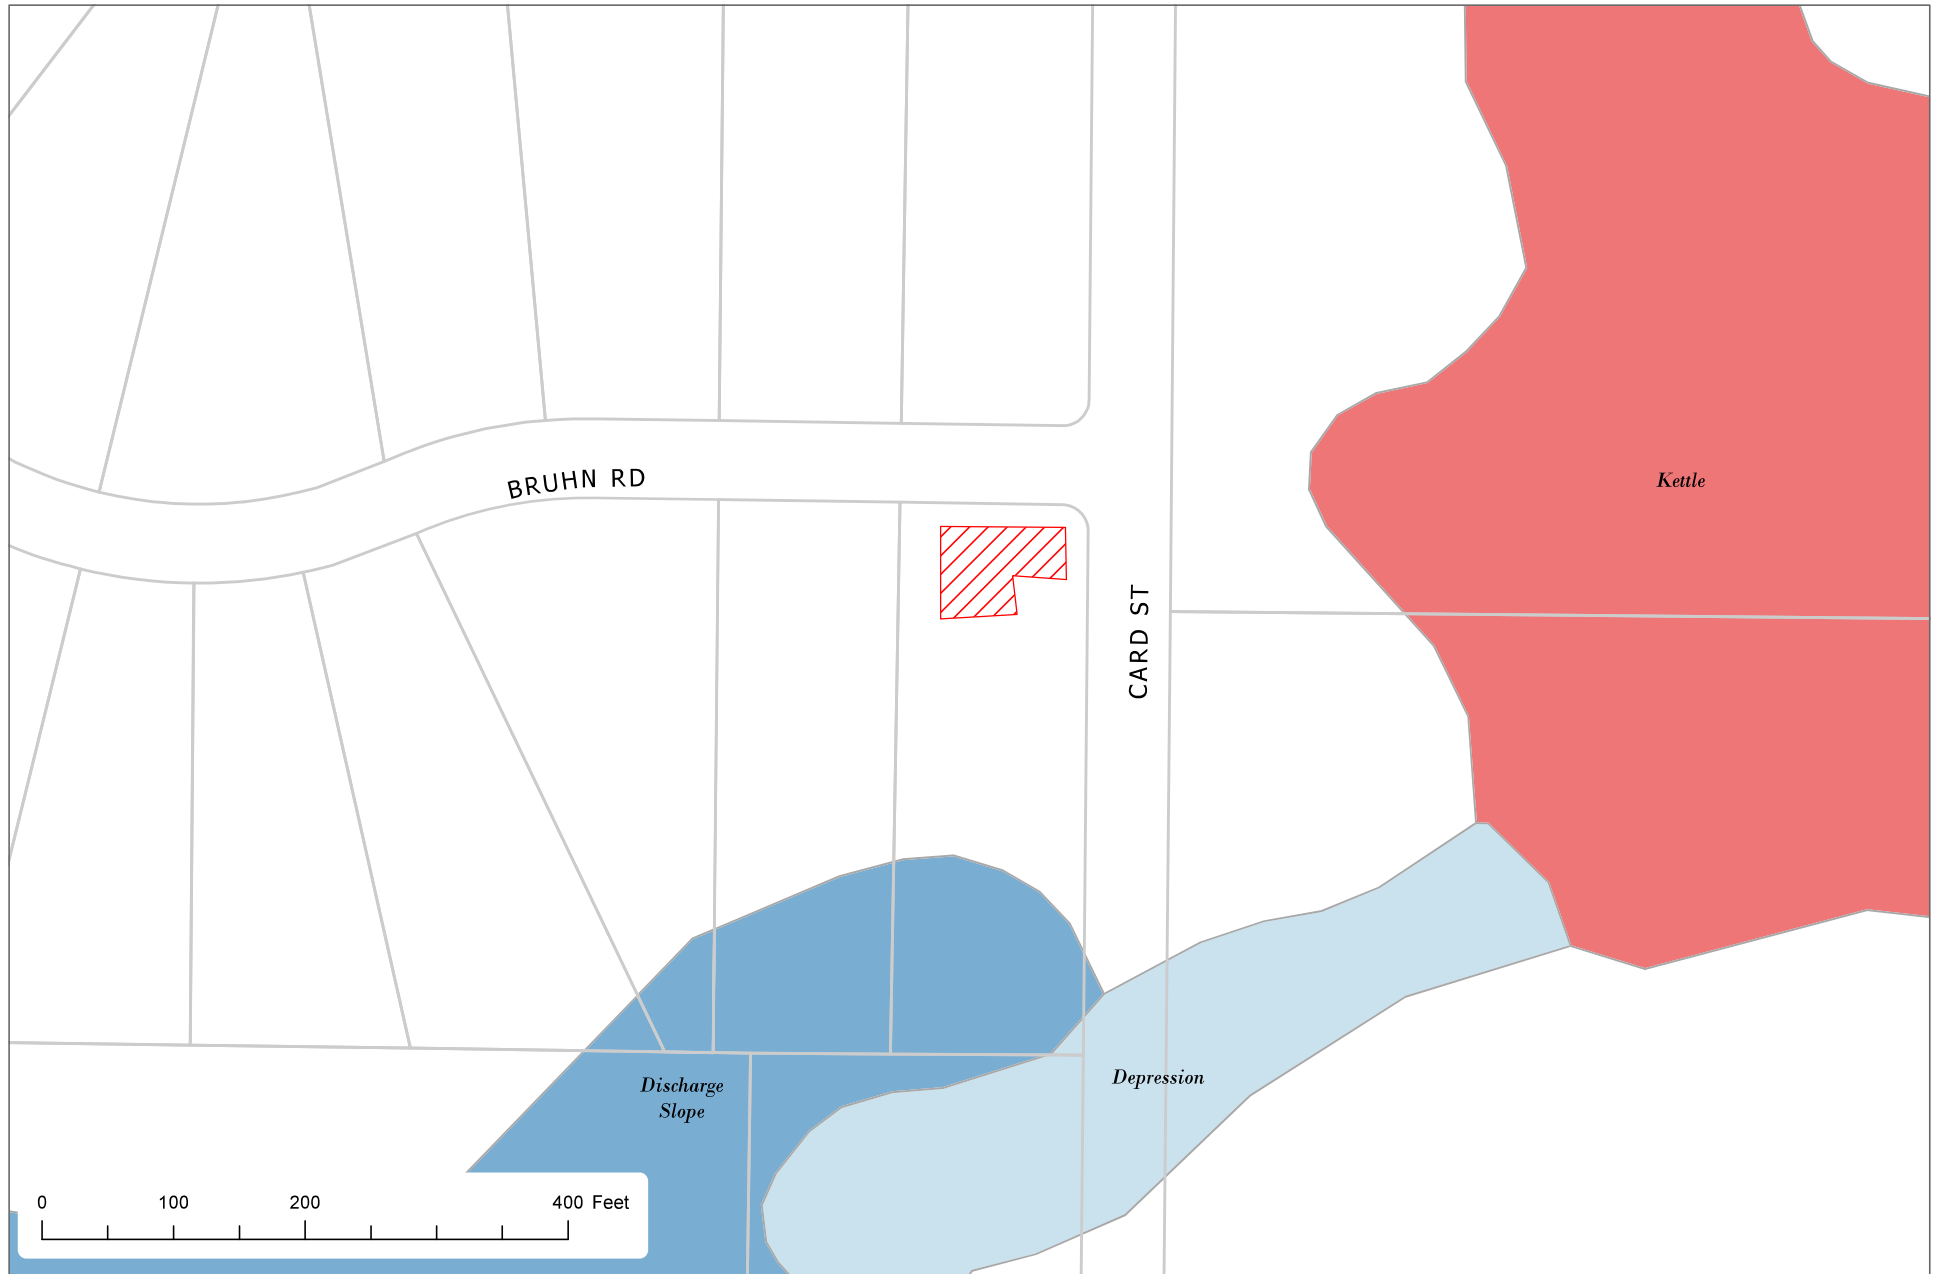 Kettle
BRUHN RD
CARD ST
Depression
Discharge
Slope
0 100 200 400 Feet